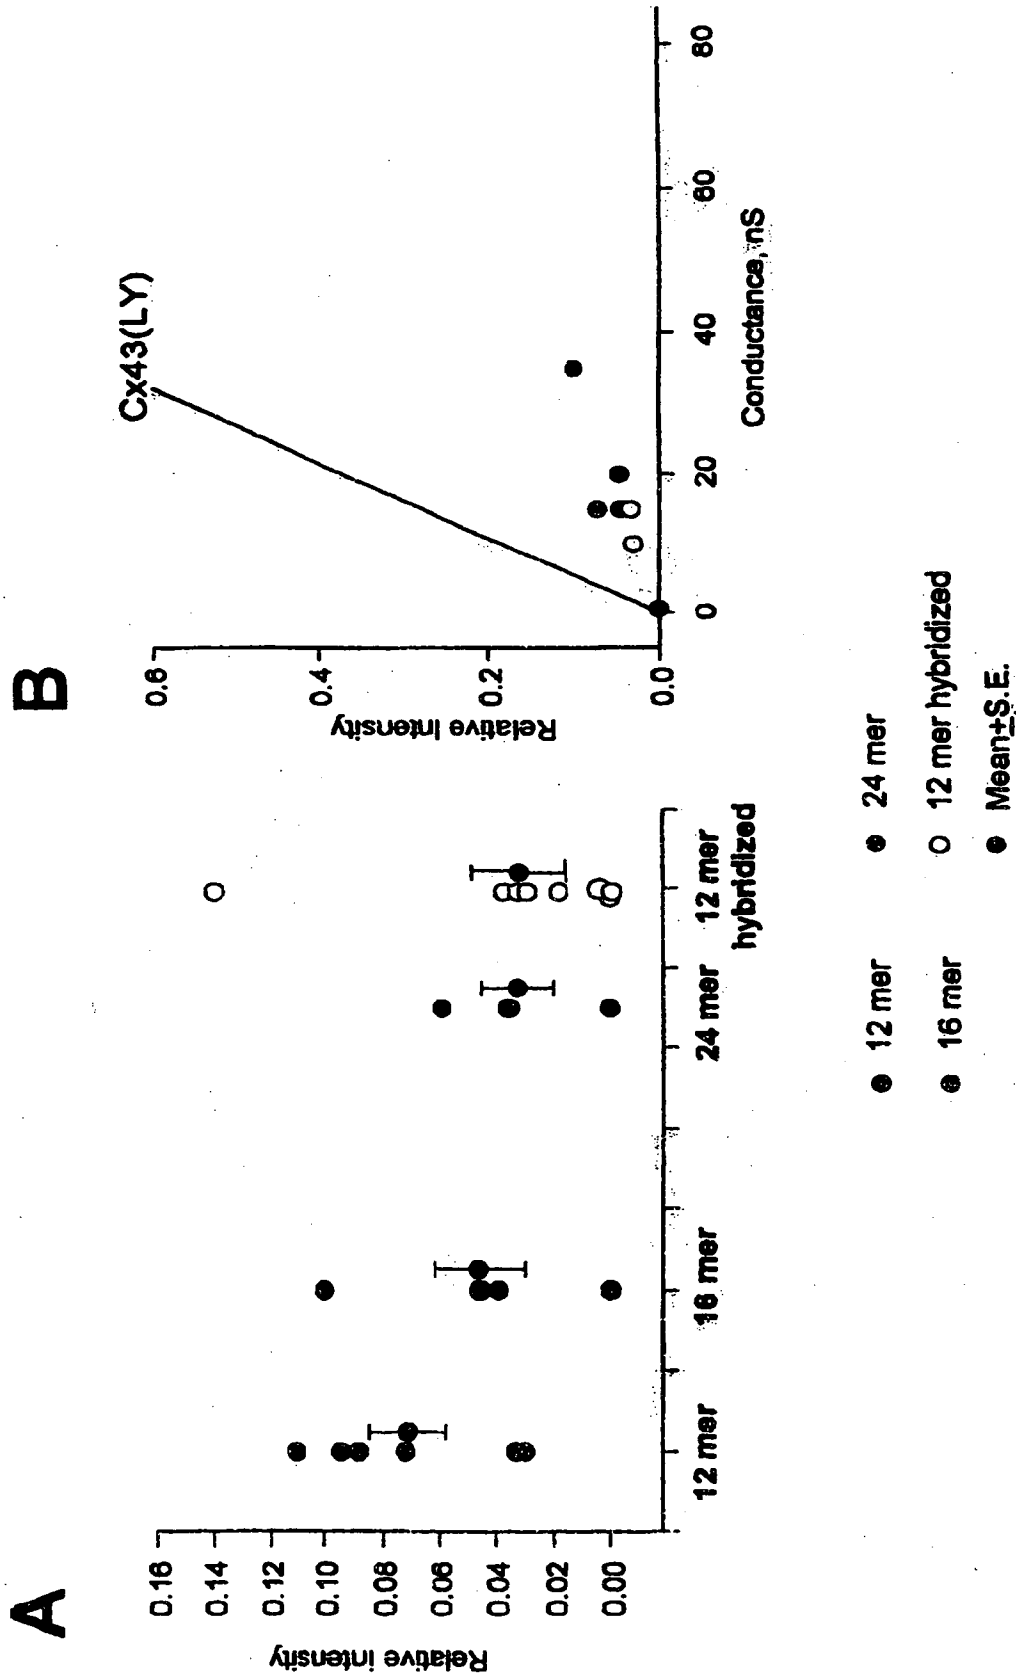 A
Relative intensity
0.16
0.14
0.12
0.10
0.08
0.06
0.04
0.02
0.00
12 mer
16 mer
24 mer
12 mer
hybridized
B
Relative Intensity
0.6
0.4
0.2
0.0
Cx43(LY)
0
20
40
60
80
Conductance, nS
12 mer
24 mer
16 mer
12 mer hybridized
Mean±S.E.